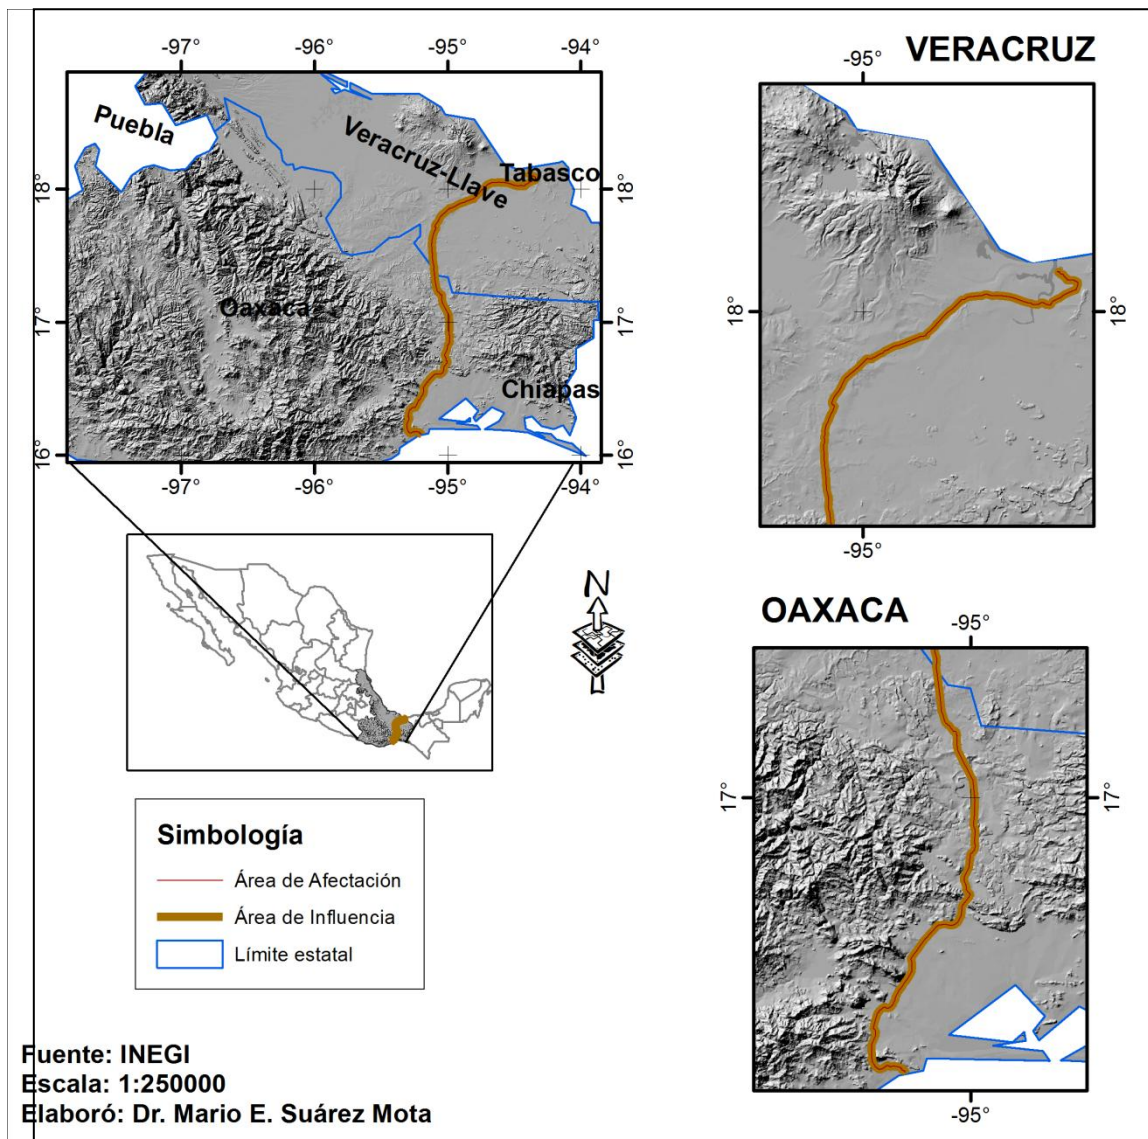 -97°
-96°
-95°
-94°
Puebla
Veracruz-Llave
Tabasco
Oaxaca
Chiapas
18°
17°
16°
18°
17°
16°
-97°
-96°
-95°
-94°
VERACRUZ
-95°
18°
18°
-95°
N
OAXACA
-95°
17°
17°
-95°
Simbología
Área de Afectación
Área de Influencia
Límite estatal
Fuente: INEGI
Escala: 1:250000
Elaboró: Dr. Mario E. Suárez Mota